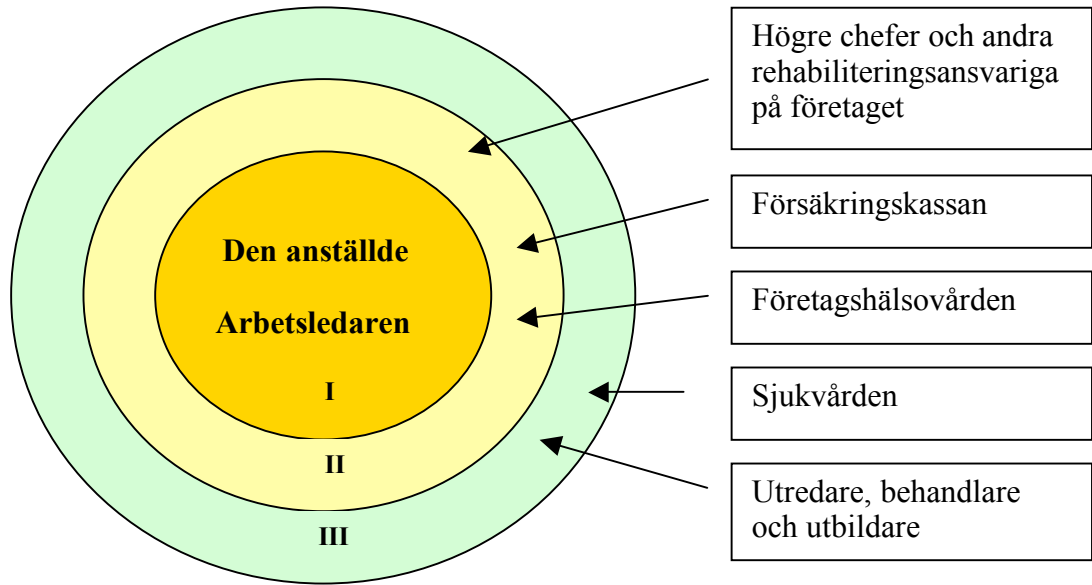 Den anställde
Arbetsledaren
I
II
III
Högre chefer och andra
rehabiliteringsansvariga
på företaget
Försäkringskassan
Företagshälsovården
Sjukvården
Utredare, behandlare
och utbildare